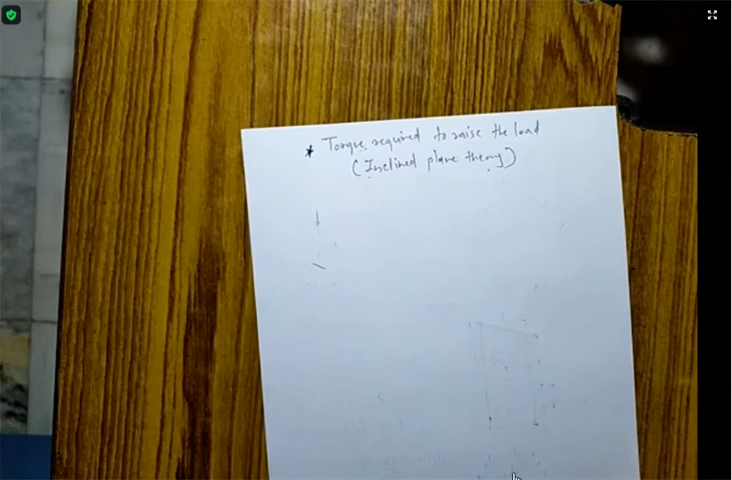 * Torque required to raise the load
(Inclined plane theory)